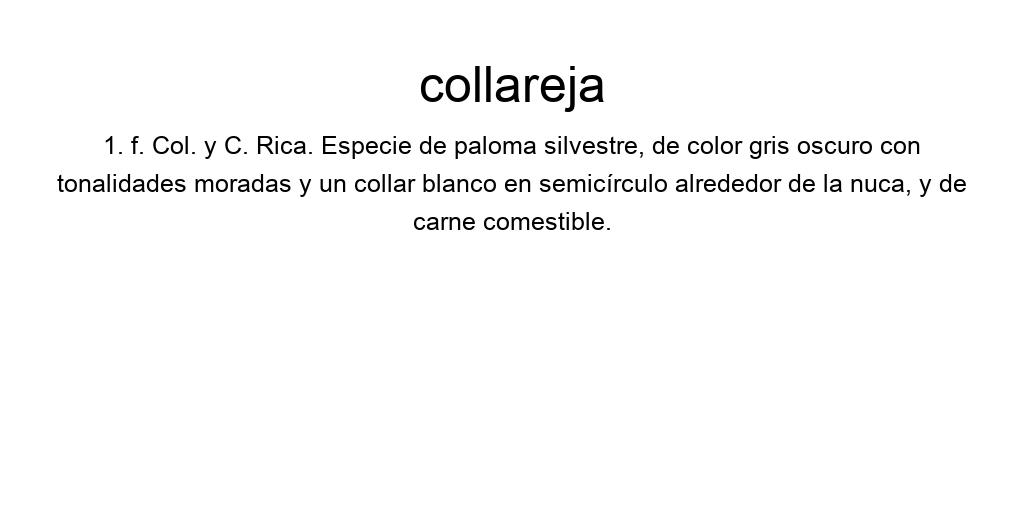 collareja
1. f. Col. y C. Rica. Especie de paloma silvestre, de color gris oscuro con
tonalidades moradas y un collar blanco en semicírculo alrededor de la nuca, y de
carne comestible.